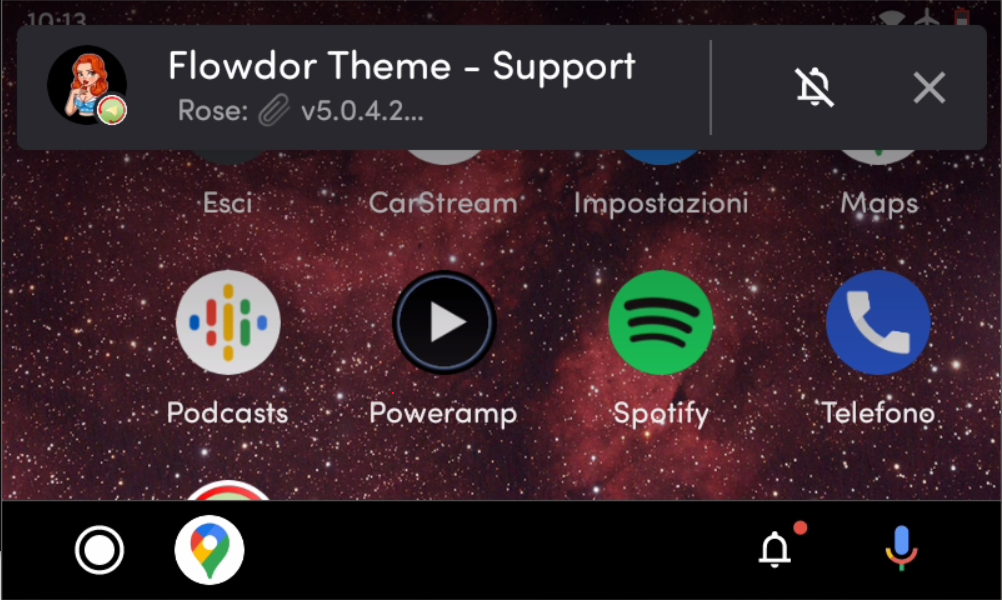 10:13
Flowdor Theme - Support
Rose: 📎 v5.0.4.2...
Esci
CarStream
Impostazioni
Maps
Podcasts
Poweramp
Spotify
Telefono